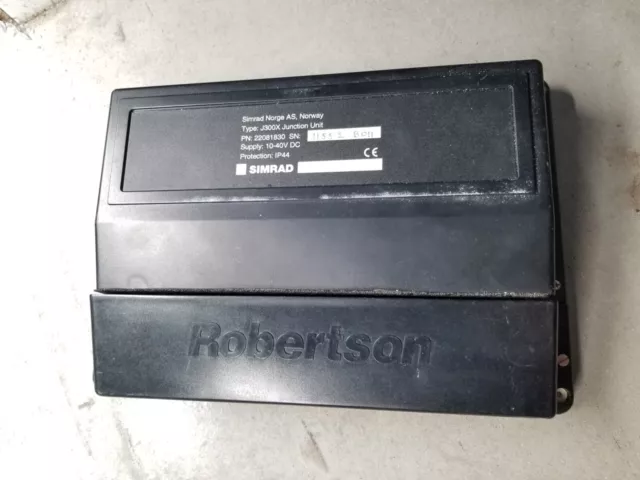 Simrad Norge AS, Norway
Type: J300X Junction Unit
PN: 22081830 SN:
Supply: 10-40V DC
Protection: IP44 CE
SIMRAD
Robertson